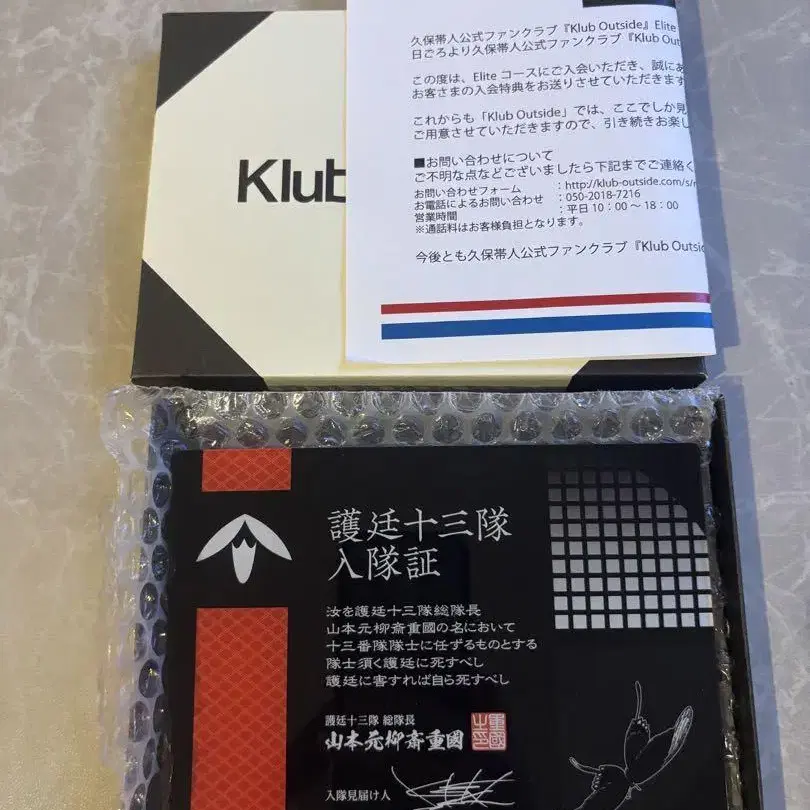 久保帯人公式ファンクラブ『Klub Outside』Elite
日ごろより久保帯人公式ファンクラブ『Klub Out
この度は、Elite コースにご入会いただき、誠にあ
お客さまの入会特典をお送りさせていただきます
これからも「Klub Outside」では、ここでしか見
ご用意させていただきますので、引き続きお楽し
■お問い合わせについて
ご不明な点などございましたら下記までご連絡く
お問い合わせフォーム :http://klub-outside.com/s/
お電話によるお問い合わせ :050-2018-7216
営業時間 :平日 10:00 〜 18:00
※通話料はお客様負担となります。
今後とも久保帯人公式ファンクラブ『Klub Outsid
Klub
護廷十三隊
入隊証
汝を護廷十三隊総隊長
山本元柳斎重國の名において
十三番隊隊士に任ずるものとする
隊士須く護廷に死すべし
護廷に害すれば自ら死すべし
護廷十三隊 総隊長
山本元柳斎重國
入隊見届け人